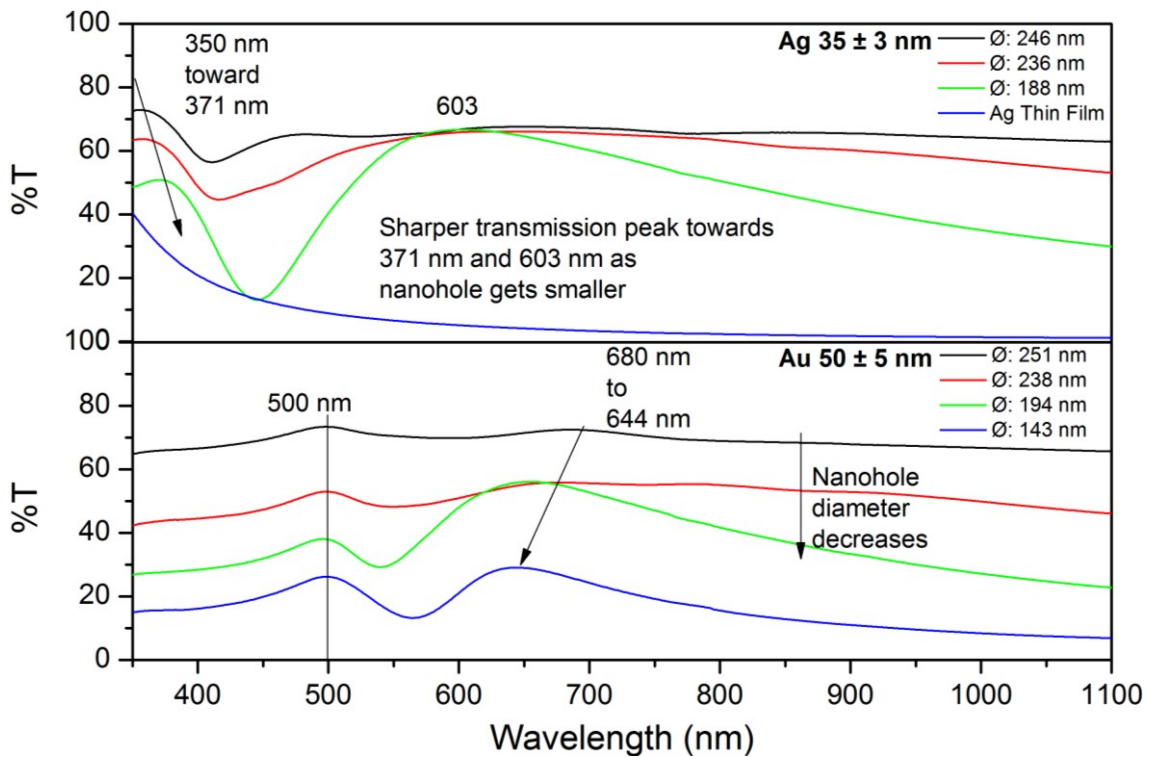 100
80
60
40
20
100
80
60
40
20
0
%T
%T
350 nm
toward
371 nm
603
Ag 35 ± 3 nm
Ø: 246 nm
Ø: 236 nm
Ø: 188 nm
Ag Thin Film
Sharper transmission peak towards
371 nm and 603 nm as
nanohole gets smaller
500 nm
680 nm
to
644 nm
Au 50 ± 5 nm
Ø: 251 nm
Ø: 238 nm
Ø: 194 nm
Ø: 143 nm
Nanohole
diameter
decreases
400 500 600 700 800 900 1000 1100
Wavelength (nm)